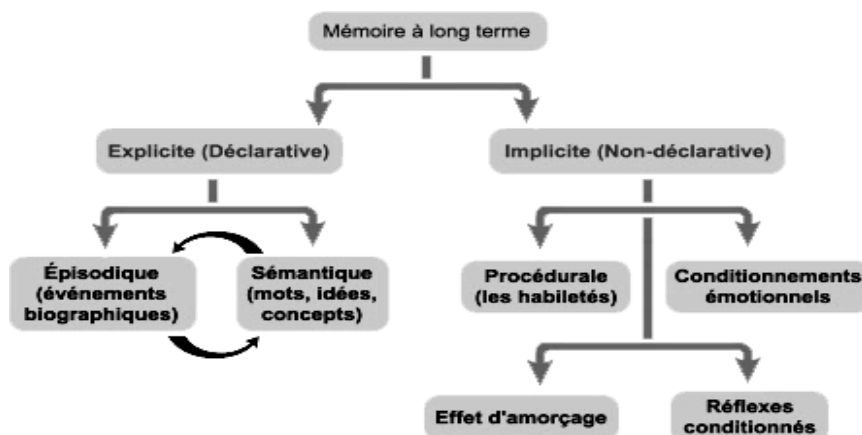 Mémoire à long terme
Explicite (Déclarative)
Implicite (Non-déclarative)
Épisodique
(événements
biographiques)
Sémantique
(mots, idées,
concepts)
Procédurale
(les habiletés)
Conditionnements
émotionnels
Effet d'amorçage
Réflexes
conditionnés